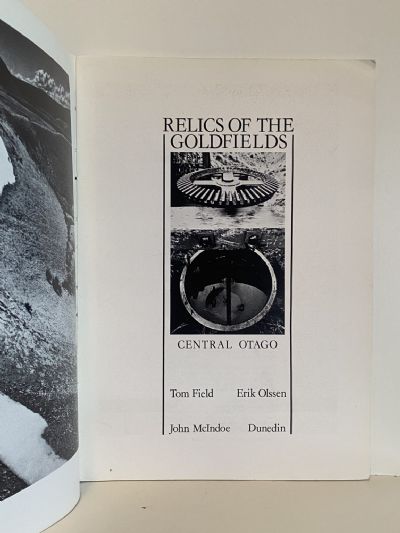 RELICS OF THE
GOLDFIELDS
CENTRAL OTAGO
Tom Field Erik Olssen
John McIndoe Dunedin